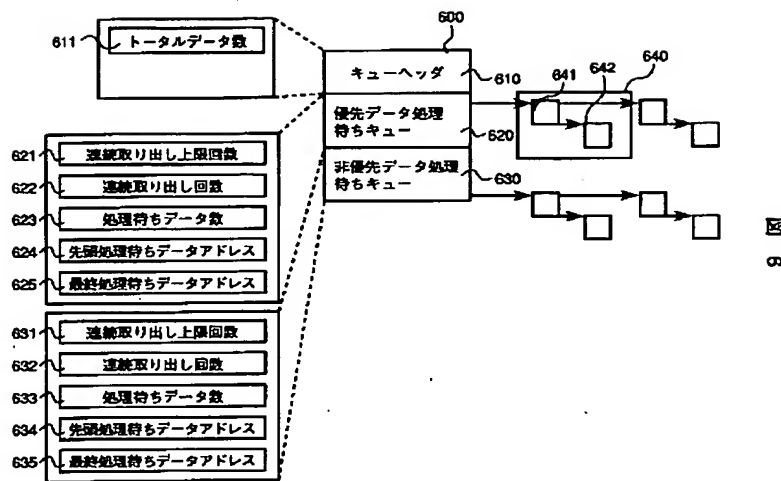 600
611
トータルデータ数
キューヘッダ
610
641
642
640
優先データ処理
待ちキュー
620
621
連続取り出し上限回数
622
連続取り出し回数
623
処理待ちデータ数
624
先頭処理待ちデータアドレス
625
最終処理待ちデータアドレス
非優先データ処理
待ちキュー
630
631
連続取り出し上限回数
632
連続取り出し回数
633
処理待ちデータ数
634
先頭処理待ちデータアドレス
635
最終処理待ちデータアドレス
図6